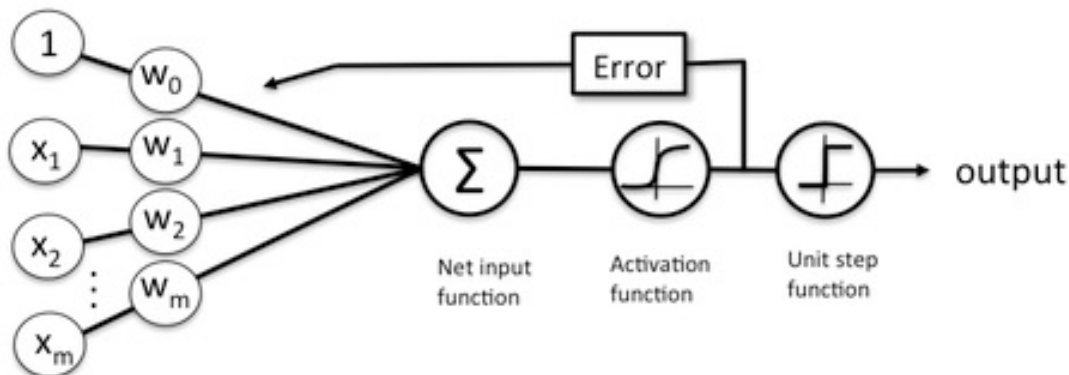 1
w0
x1
w1
x2
w2
⋮
xm
wm
Error
Σ
Net input
function
Activation
function
Unit step
function
output